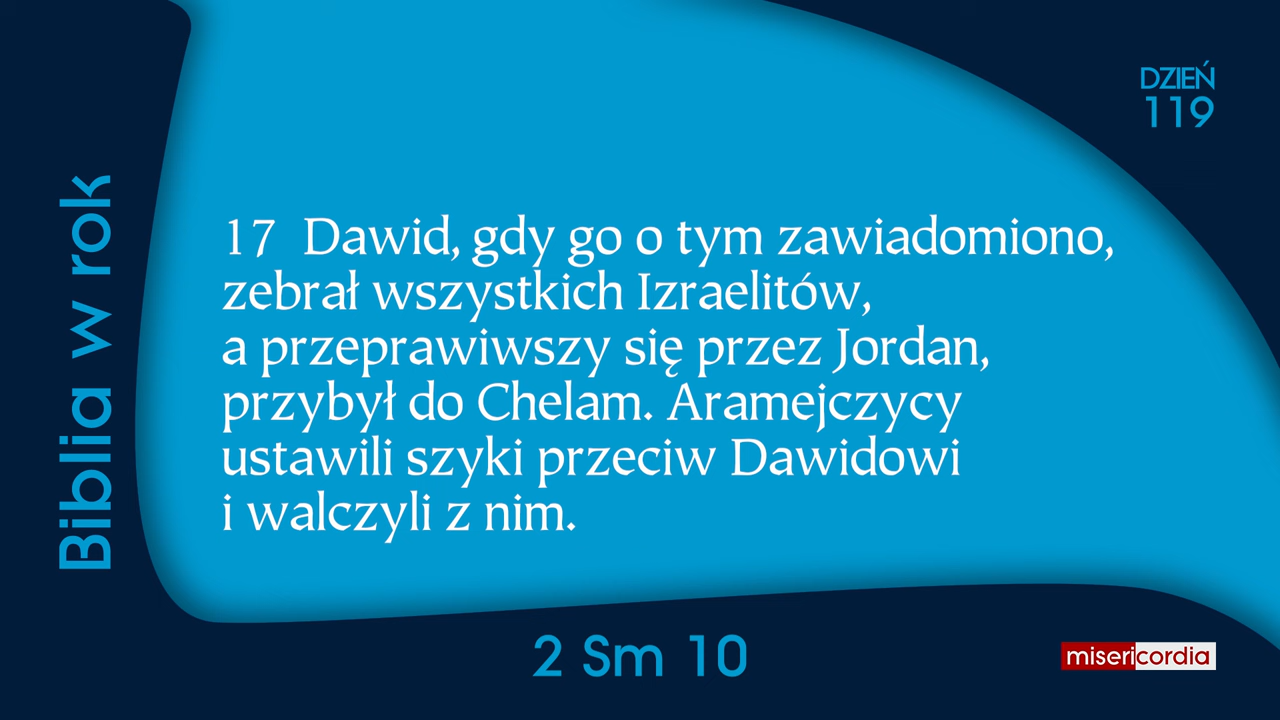 DZIEŃ
119
Biblia w rok
17 Dawid, gdy go o tym zawiadomiono,
zebrał wszystkich Izraelitów,
a przeprawiwszy się przez Jordan,
przybył do Chelam. Aramejczycy
ustawili szyki przeciw Dawidowi
i walczyli z nim.
2 Sm 10
misericordia